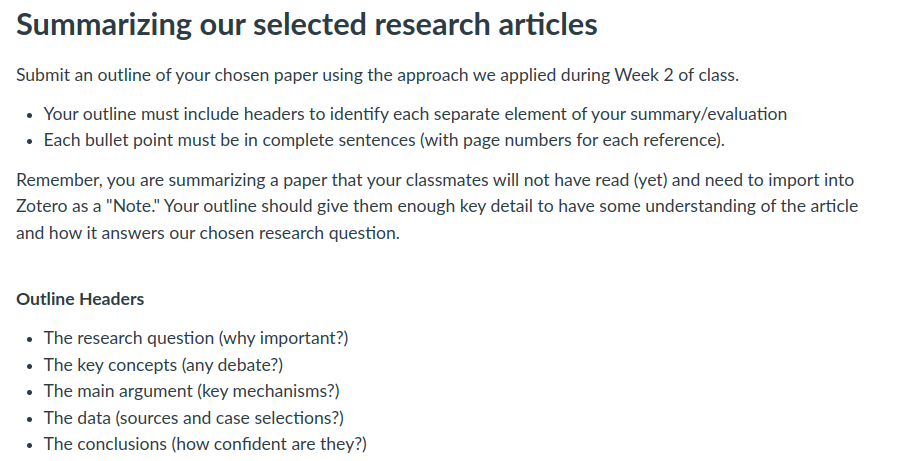 Summarizing our selected research articles
Submit an outline of your chosen paper using the approach we applied during Week 2 of class.
• Your outline must include headers to identify each separate element of your summary/evaluation
• Each bullet point must be in complete sentences (with page numbers for each reference).
Remember, you are summarizing a paper that your classmates will not have read (yet) and need to import into
Zotero as a "Note." Your outline should give them enough key detail to have some understanding of the article
and how it answers our chosen research question.
Outline Headers
• The research question (why important?)
• The key concepts (any debate?)
• The main argument (key mechanisms?)
• The data (sources and case selections?)
• The conclusions (how confident are they?)